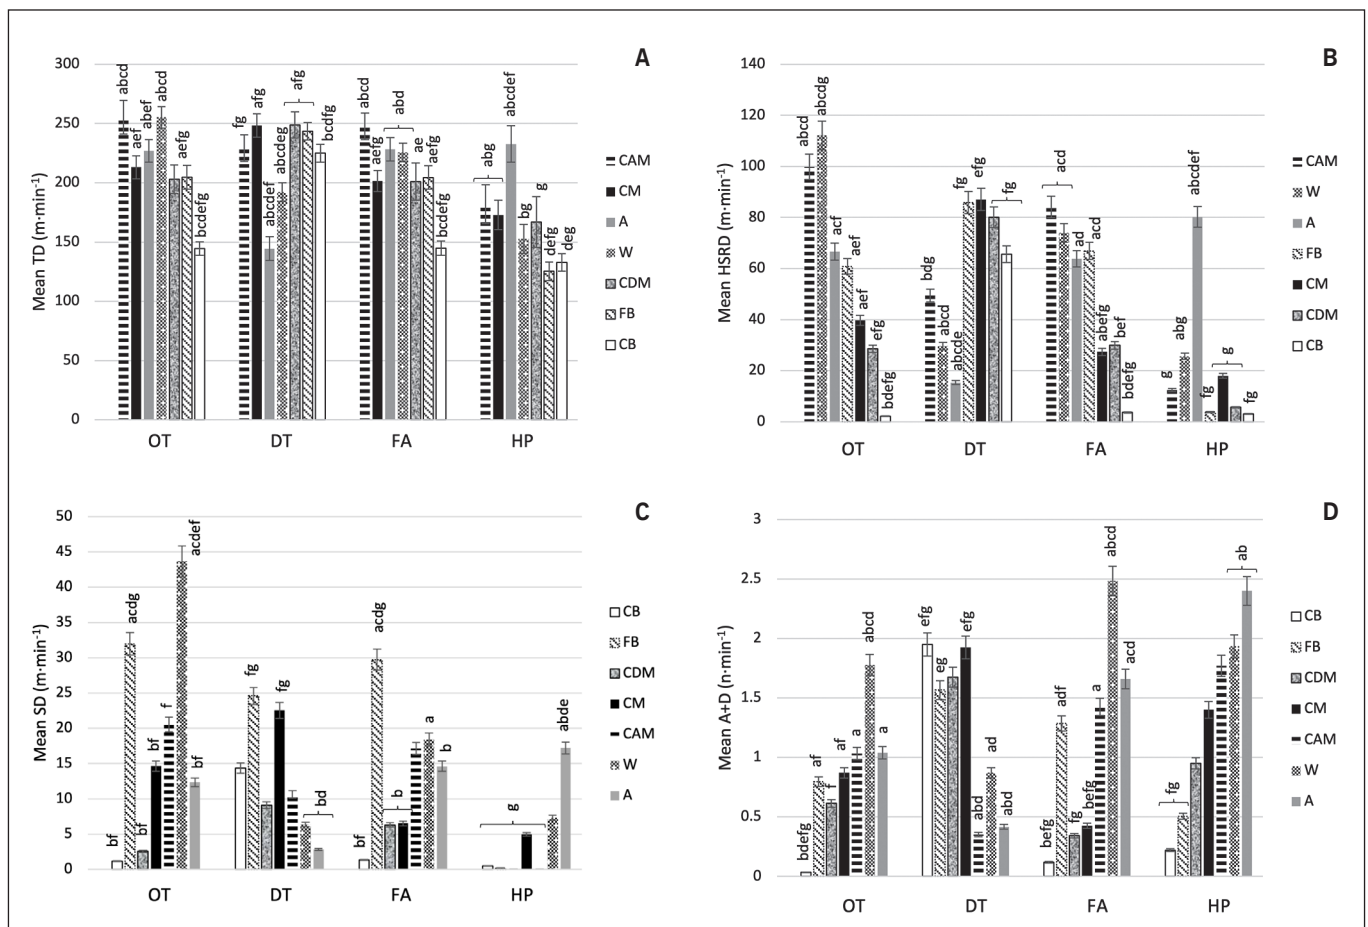 A
Mean TD (m·min-1)
300
250
200
150
100
50
0
abcd
aef
abef
abcd
aefg
bcdefg
fg
afg
abcdef
abcdeg
afg
bcdfg
abcd
aefg
abd
ae
aefg
bcdefg
abg
abcdef
bg
g
defg
deg
OT
DT
FA
HP
CAM
CM
A
W
CDM
FB
CB
B
Mean HSRD (m·min-1)
140
120
100
80
60
40
20
0
abcd
abcdg
acf
aef
aef
efg
bdefg
bdg
abcd
abcde
fg
efg
fg
acd
ad
acd
abefg
bef
bdefg
g
abg
abcdef
fg
g
fg
OT
DT
FA
HP
CAM
W
A
FB
CM
CDM
CB
C
Mean SD (m·min-1)
50
45
40
35
30
25
20
15
10
5
0
bf
acdg
bf
bf
f
acdef
bf
fg
fg
bd
bf
acdg
b
a
b
g
abde
OT
DT
FA
HP
CB
FB
CDM
CM
CAM
W
A
D
Mean A+D (n·min-1)
3
2.5
2
1.5
1
0.5
0
bdefg
af
f
af
a
abcd
a
efg
eg
efg
abd
ad
abd
befg
adf
fg
befg
a
abcd
acd
fg
ab
OT
DT
FA
HP
CB
FB
CDM
CM
CAM
W
A